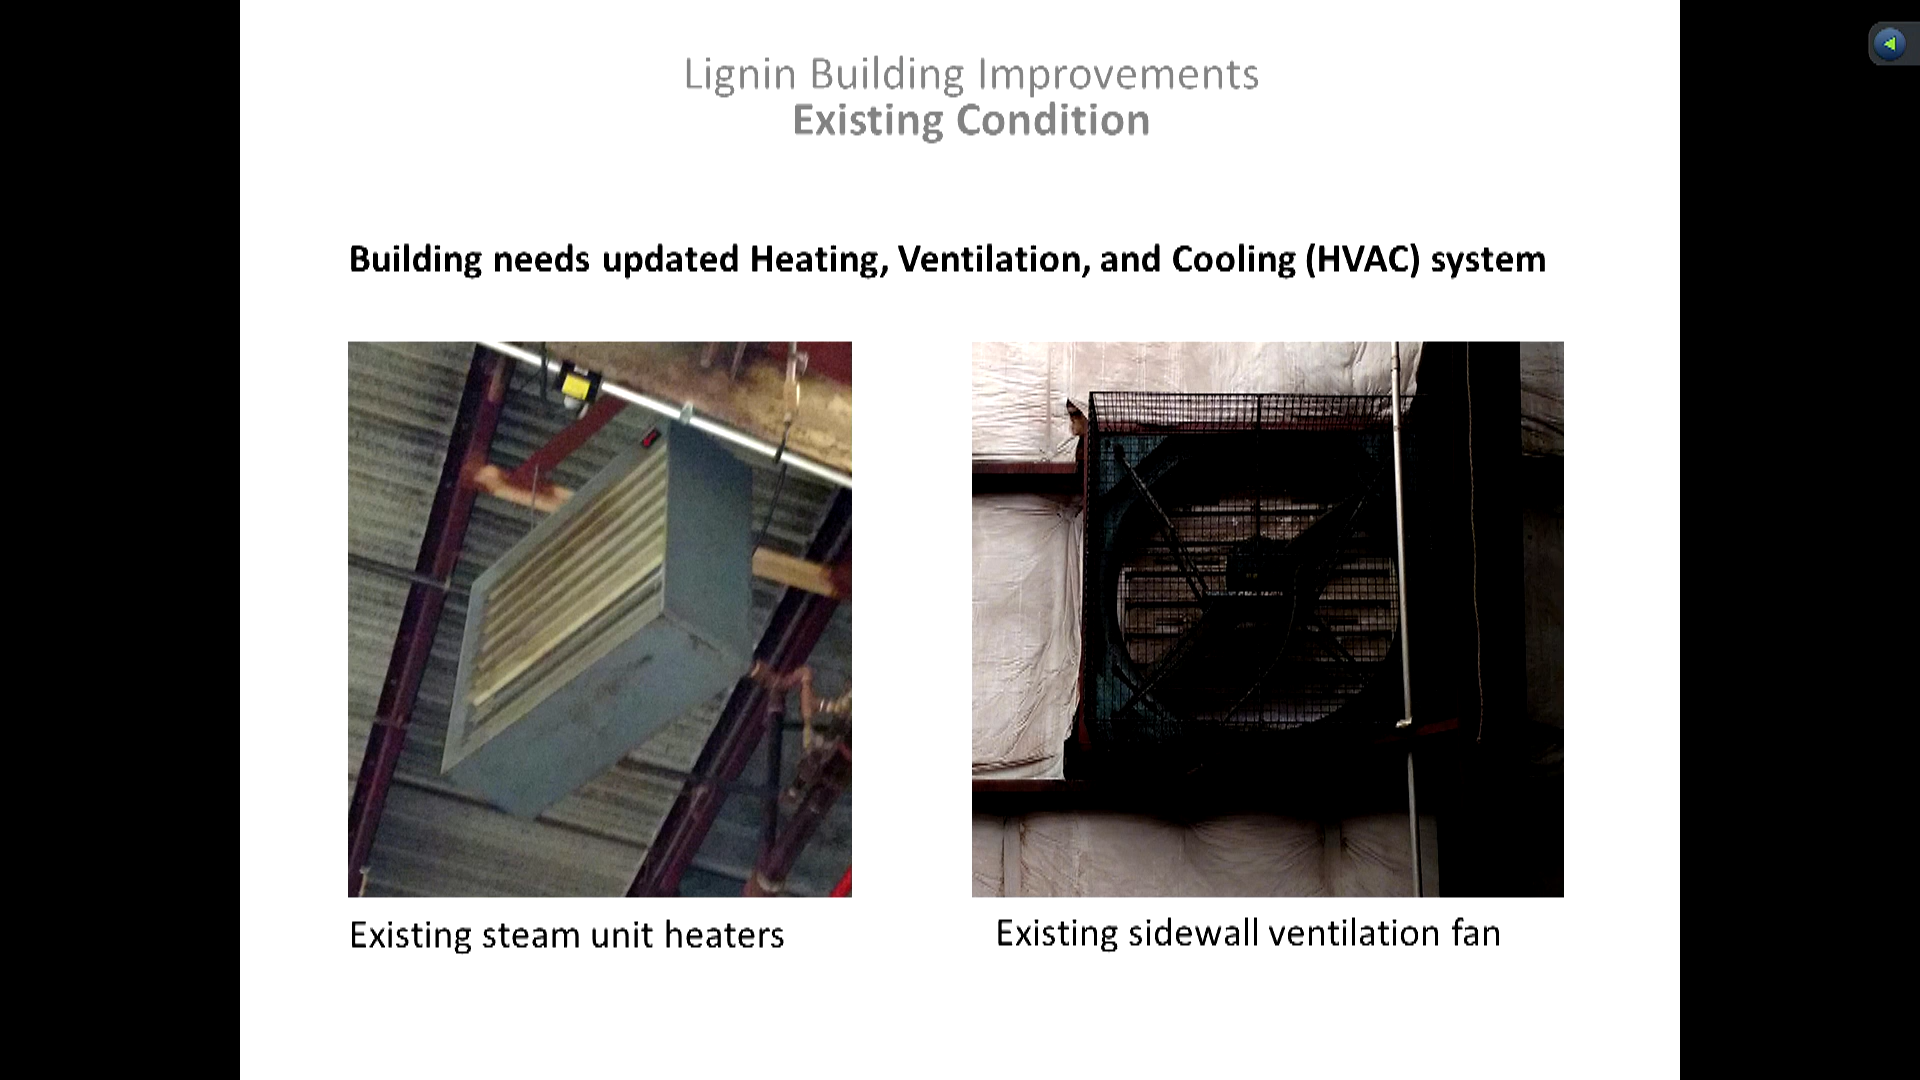 Lignin Building Improvements
Existing Condition
Building needs updated Heating, Ventilation, and Cooling (HVAC) system
Existing steam unit heaters
Existing sidewall ventilation fan